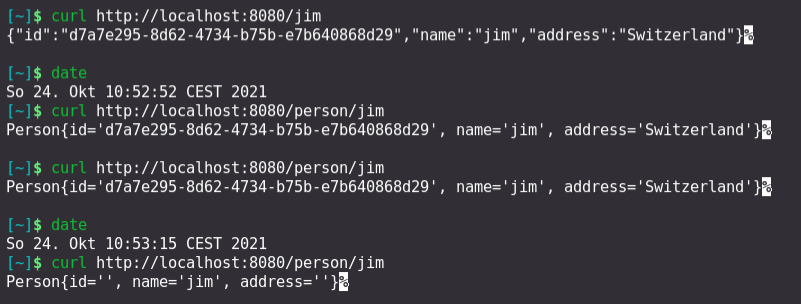 [~]$ curl http://localhost:8080/jim
{"id":"d7a7e295-8d62-4734-b75b-e7b640868d29","name":"jim","address":"Switzerland"}%
[~]$ date
So 24. Okt 10:52:52 CEST 2021
[~]$ curl http://localhost:8080/person/jim
Person{id='d7a7e295-8d62-4734-b75b-e7b640868d29', name='jim', address='Switzerland'}%
[~]$ curl http://localhost:8080/person/jim
Person{id='d7a7e295-8d62-4734-b75b-e7b640868d29', name='jim', address='Switzerland'}%
[~]$ date
So 24. Okt 10:53:15 CEST 2021
[~]$ curl http://localhost:8080/person/jim
Person{id='', name='jim', address=''}%